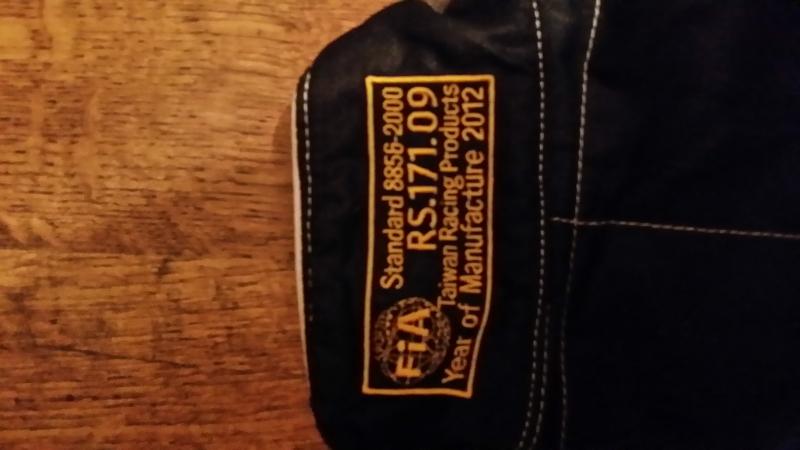 Standard 8856-2000
RS.171.09
FiA
Taiwan Racing Products
Year of Manufacture 2012